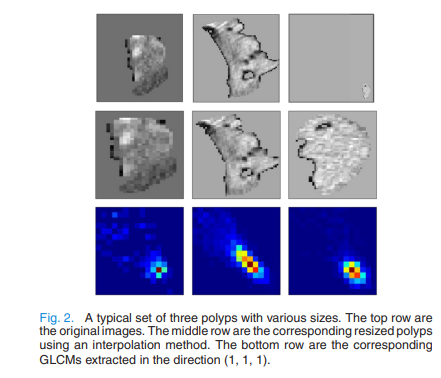 Fig. 2. A typical set of three polyps with various sizes. The top row are
the original images. The middle row are the corresponding resized polyps
using an interpolation method. The bottom row are the corresponding
GLCMs extracted in the direction (1, 1, 1).